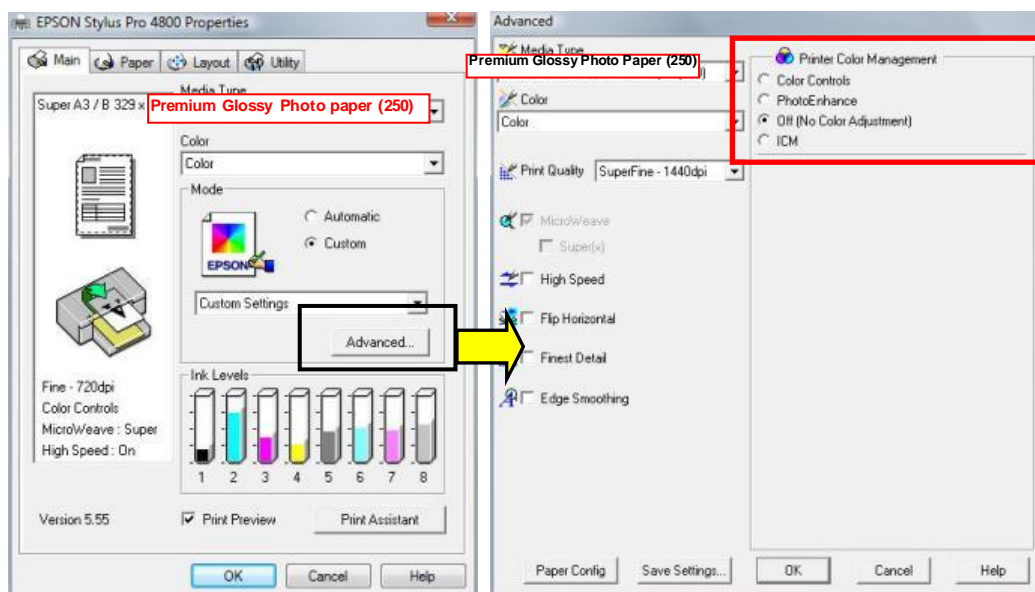 EPSON Stylus Pro 4800 Properties
Main
Paper
Layout
Utility
Super A3 / B 329 x
Media Type
Premium Glossy Photo paper (250)
Color
Color
Mode
EPSON
Automatic
Custom
Custom Settings
Advanced...
Fine - 720dpi
Color Controls
MicroWeave : Super
High Speed : On
Ink Levels
1 2 3 4 5 6 7 8
Version 5.55
Print Preview
Print Assistant
OK
Cancel
Help
Advanced
Media Type
Premium Glossy Photo Paper (250)
Color
Color
Print Quality
SuperFine - 1440dpi
MicroWeave
Super(x)
High Speed
Flip Horizontal
Finest Detail
Edge Smoothing
Printer Color Management
Color Controls
PhotoEnhance
Off (No Color Adjustment)
ICM
Paper Config
Save Settings...
OK
Cancel
Help